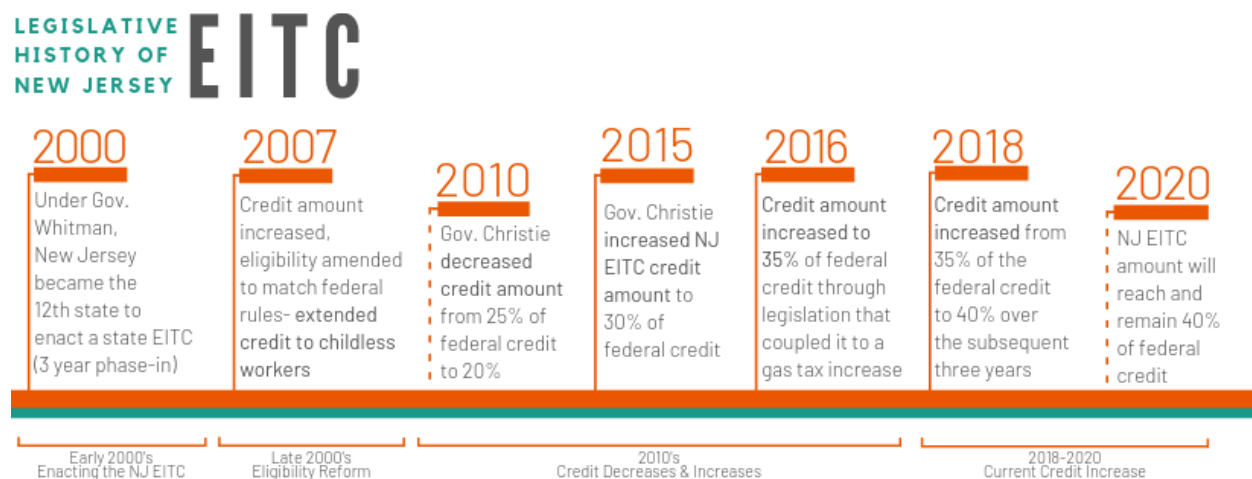 LEGISLATIVE
HISTORY OF
NEW JERSEY
EITC
2000
Under Gov.
Whitman,
New Jersey
became the
12th state to
enact a state EITC
(3 year phase-in)
2007
Credit amount
increased,
eligibility amended
to match federal
rules- extended
credit to childless
workers
2010
Gov. Christie
decreased
credit amount
from 25% of
federal credit
to 20%
2015
Gov. Christie
increased NJ
EITC credit
amount to
30% of
federal credit
2016
Credit amount
increased to
35% of federal
credit through
legislation that
coupled it to a
gas tax increase
2018
Credit amount
increased from
35% of the
federal credit
to 40% over
the subsequent
three years
2020
NJ EITC
amount will
reach and
remain 40%
of federal
credit
Early 2000's
Enacting the NJ EITC
Late 2000's
Eligibility Reform
2010's
Credit Decreases & Increases
2018-2020
Current Credit Increase